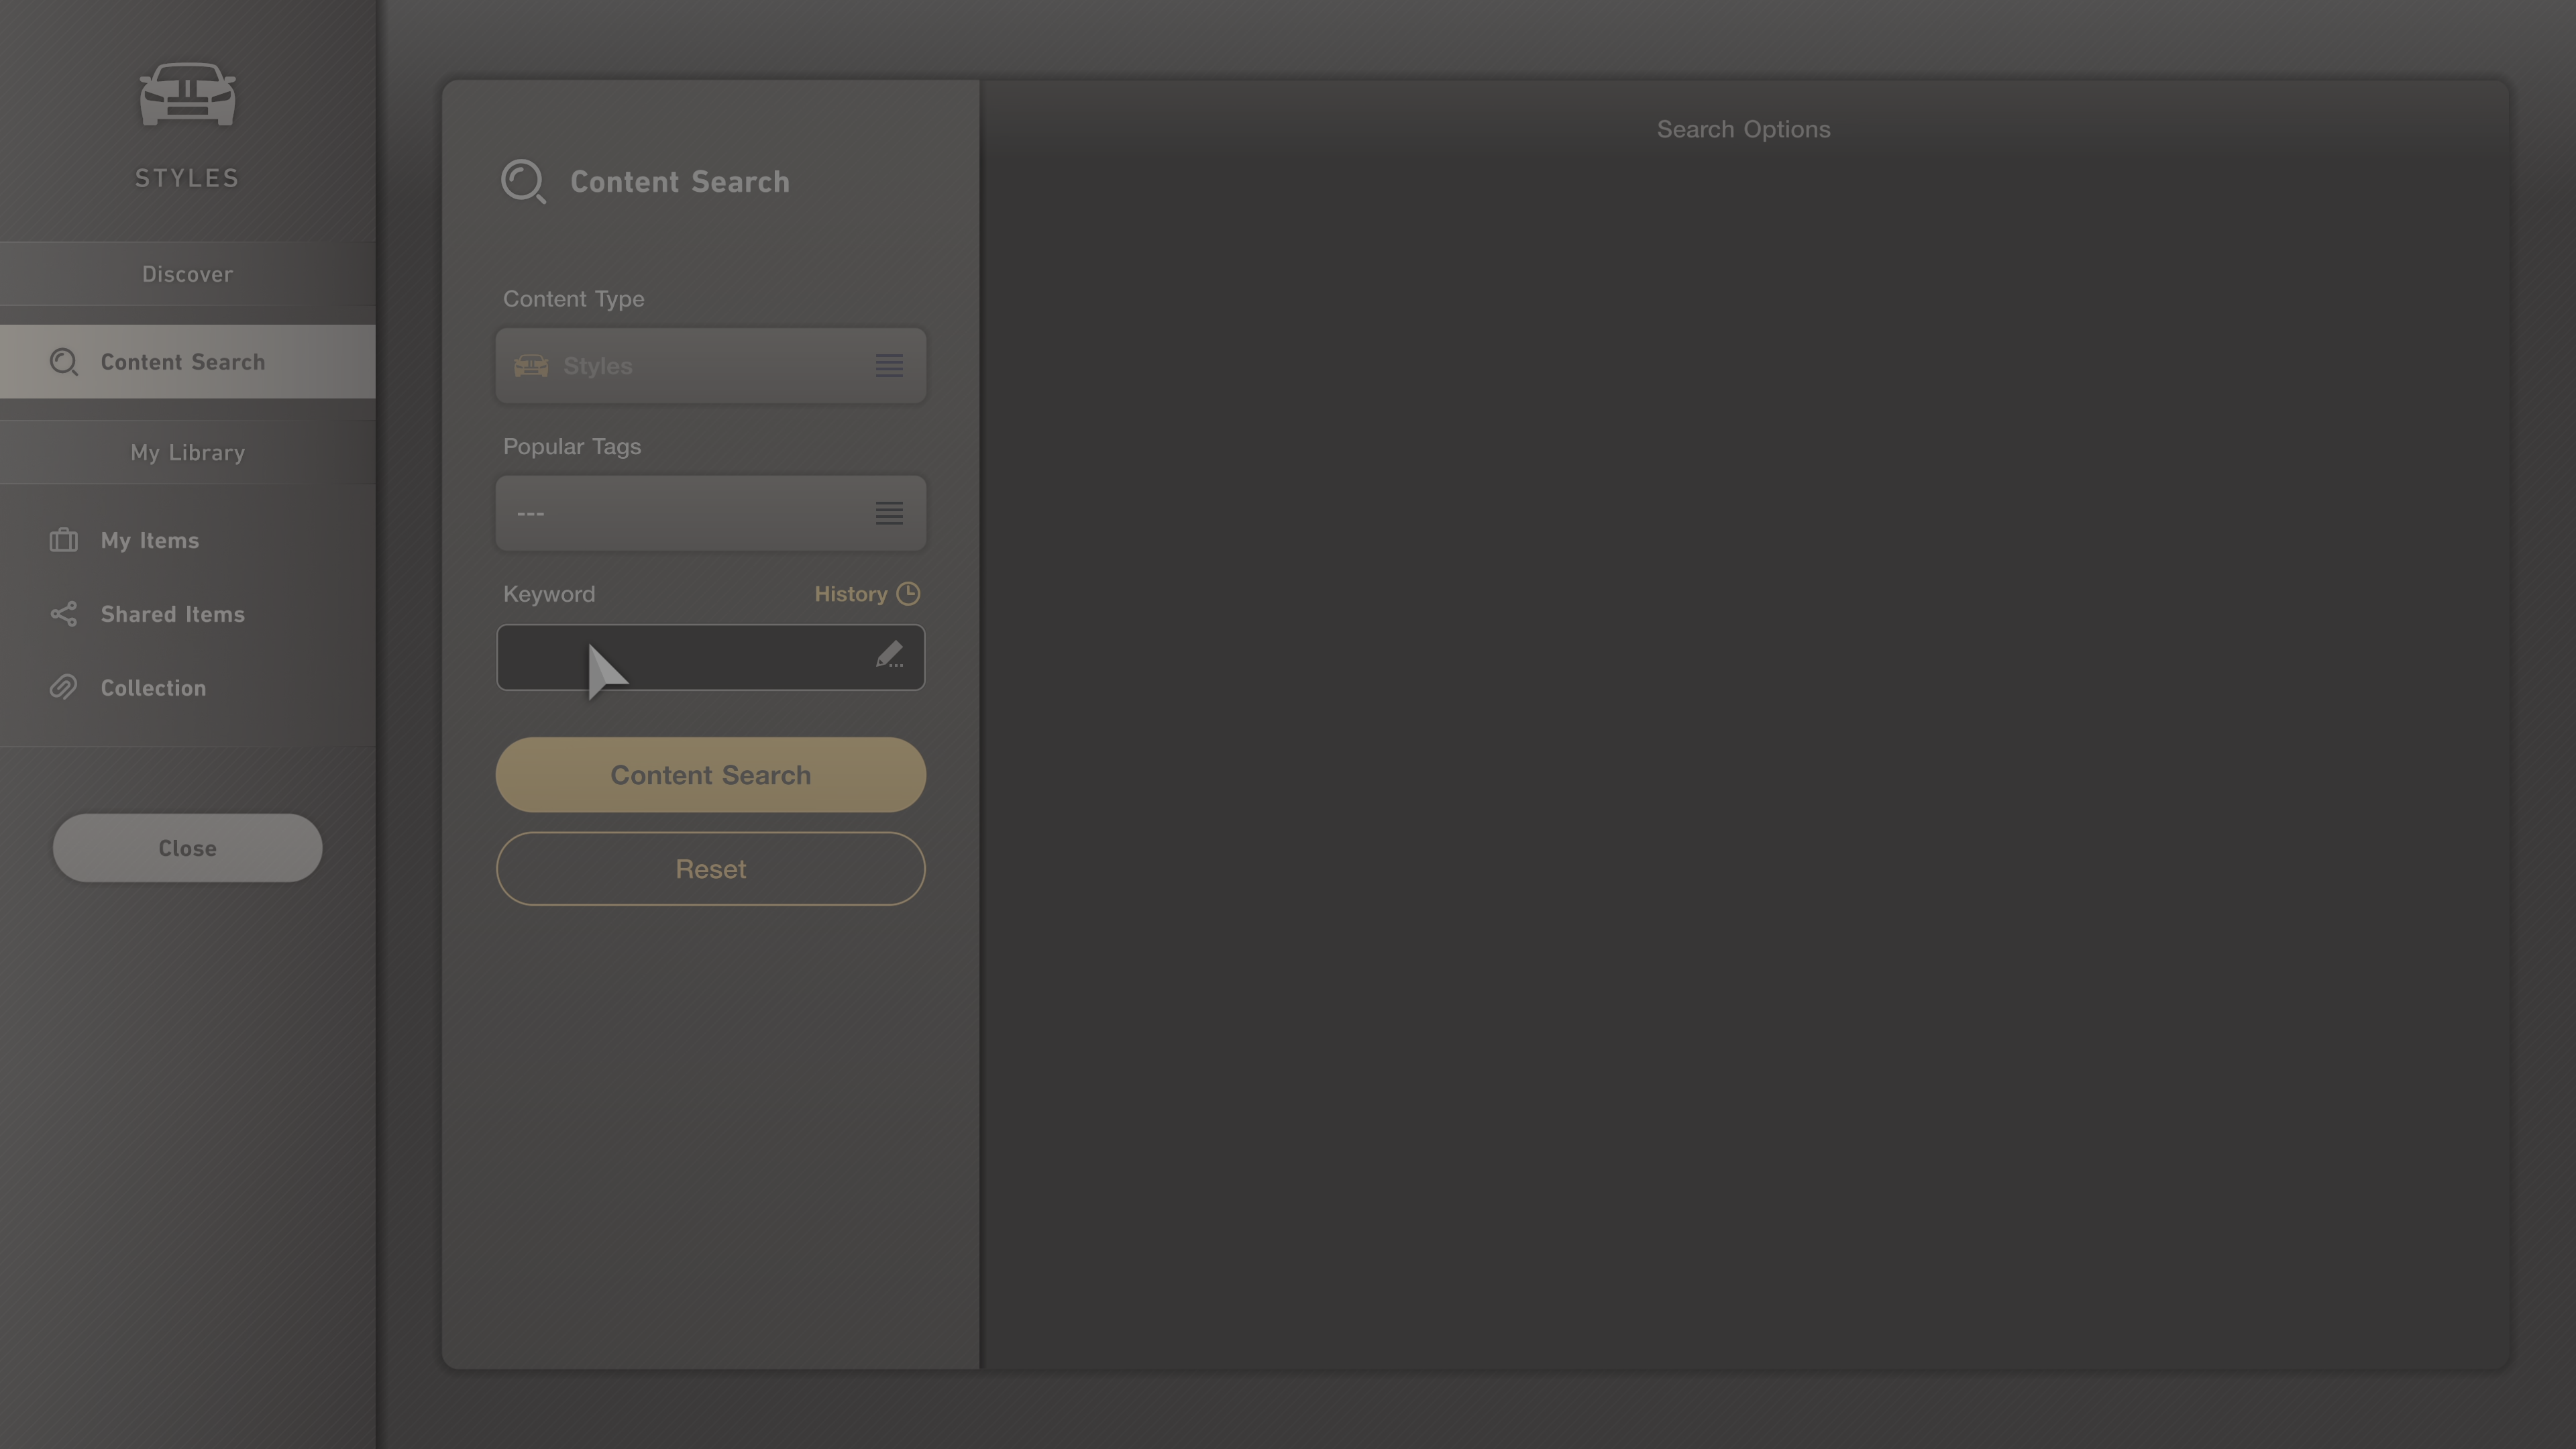 STYLES
Discover
Content Search
My Library
My Items
Shared Items
Collection
Close
Content Search
Content Type
Styles
Popular Tags
---
Keyword
History
Content Search
Reset
Search Options